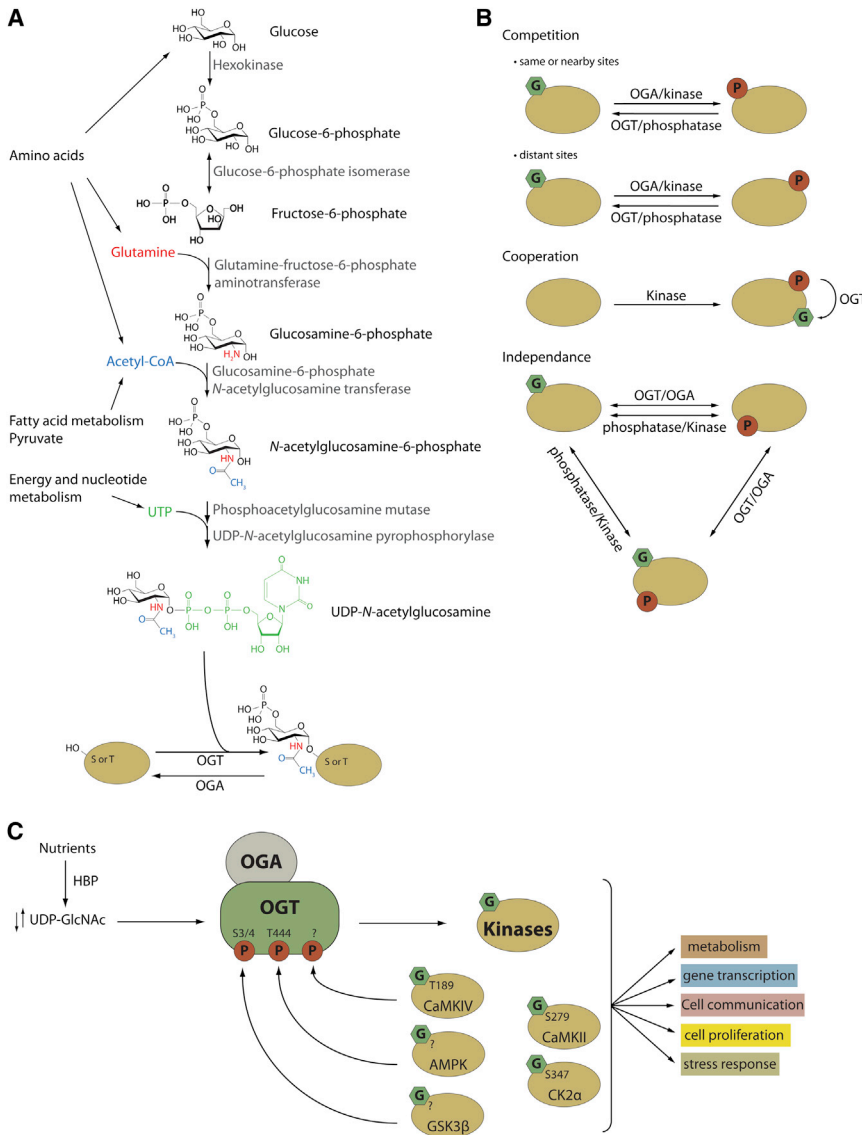 A
Glucose
Hexokinase
Glucose-6-phosphate
Amino acids
Glucose-6-phosphate isomerase
Fructose-6-phosphate
Glutamine
Glutamine-fructose-6-phosphate
aminotransferase
Glucosamine-6-phosphate
Acetyl-CoA
Glucosamine-6-phosphate
N-acetylglucosamine transferase
Fatty acid metabolism
Pyruvate
N-acetylglucosamine-6-phosphate
Energy and nucleotide
metabolism
UTP
Phosphoacetylglucosamine mutase
UDP-N-acetylglucosamine pyrophosphorylase
UDP-N-acetylglucosamine
HO
S or T
OGT
OGA
S or T
B
Competition
• same or nearby sites
G
OGA/kinase
OGT/phosphatase
P
• distant sites
G
OGA/kinase
OGT/phosphatase
P
Cooperation
Kinase
P
G
OGT
Independance
G
OGT/OGA
phosphatase/Kinase
P
phosphatase/Kinase
OGT/OGA
G
P
C
Nutrients
HBP
UDP-GlcNAc
OGA
OGT
S3/4 T444 ?
P P P
G
Kinases
G
T189
CaMKIV
G
?
AMPK
G
?
GSK3β
G
S279
CaMKII
G
S347
CK2α
metabolism
gene transcription
Cell communication
cell proliferation
stress response